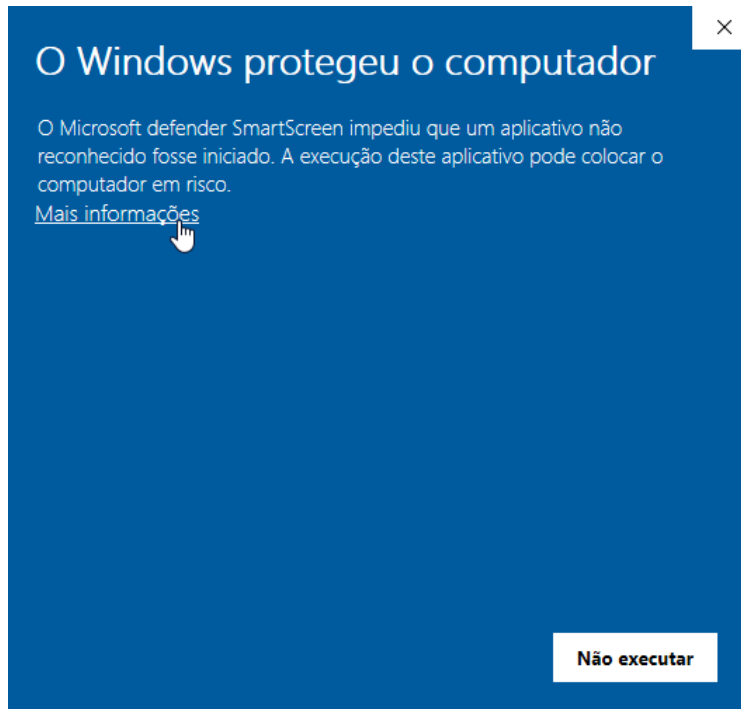 O Windows protegeu o computador
O Microsoft defender SmartScreen impediu que um aplicativo não
reconhecido fosse iniciado. A execução deste aplicativo pode colocar o
computador em risco.
Mais informações
Não executar